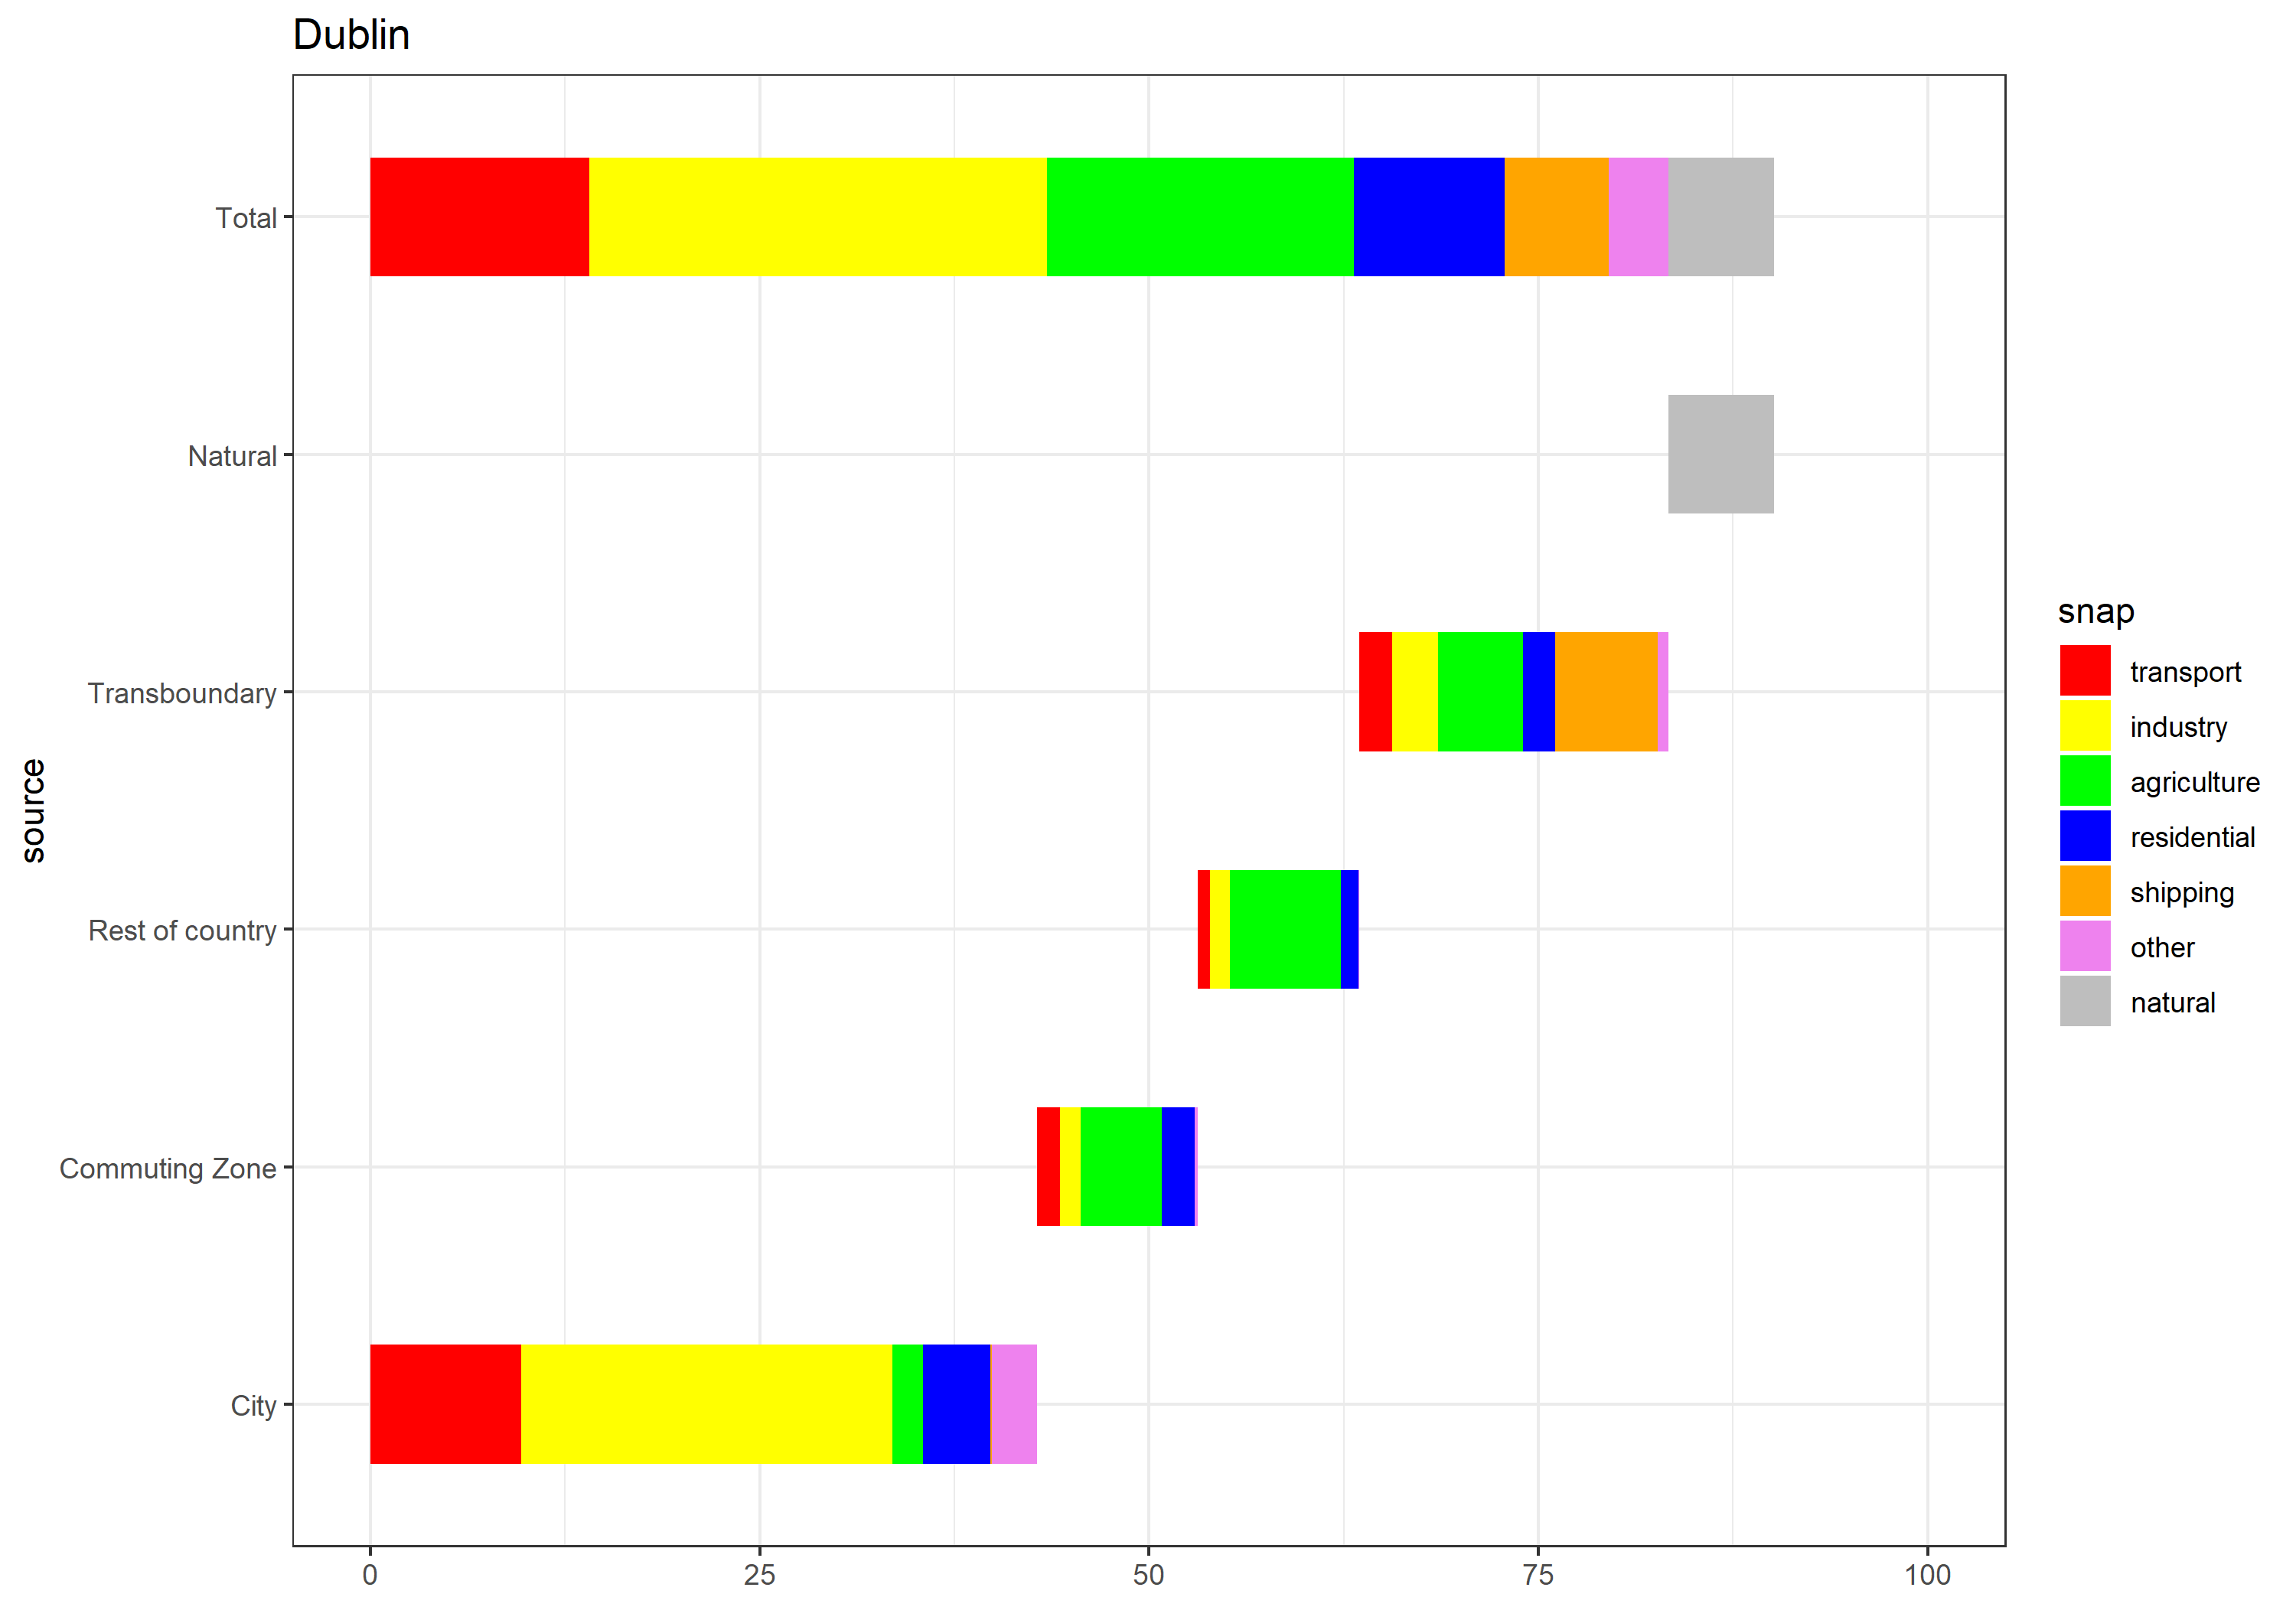 Dublin
Total
Natural
Transboundary
Rest of country
Commuting Zone
City
source
0 25 50 75 100
snap
transport
industry
agriculture
residential
shipping
other
natural